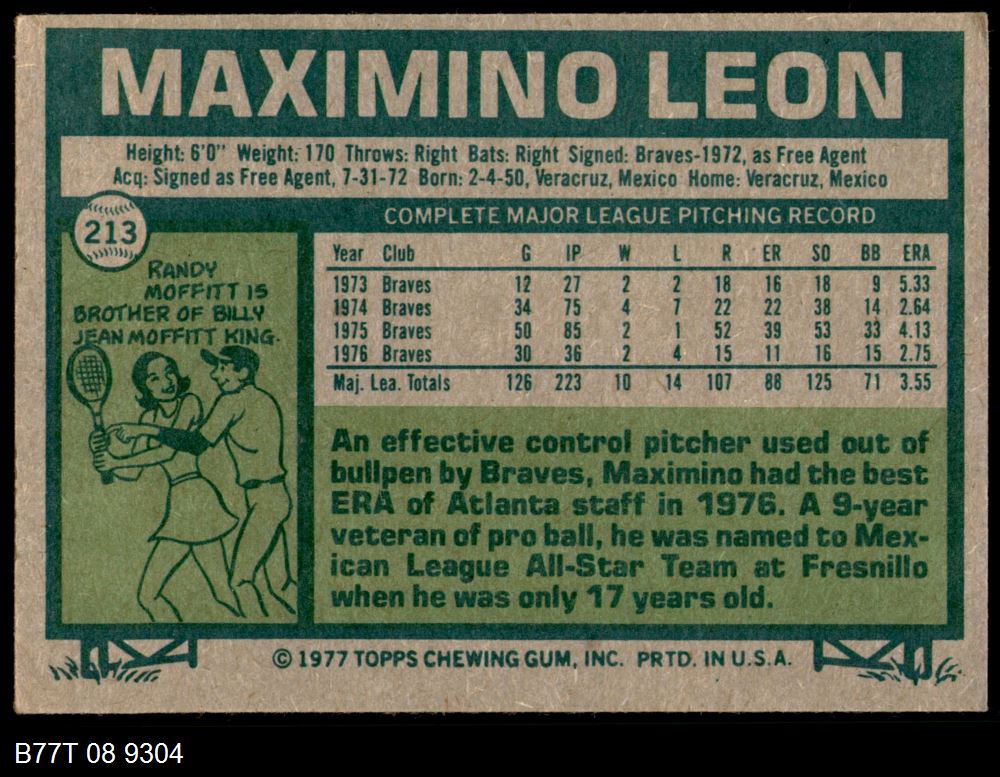 MAXIMINO LEON
Height: 6'0" Weight: 170 Throws: Right Bats: Right Signed: Braves-1972, as Free Agent
Acq: Signed as Free Agent, 7-31-72 Born: 2-4-50, Veracruz, Mexico Home: Veracruz, Mexico
213
COMPLETE MAJOR LEAGUE PITCHING RECORD
RANDY
MOFFITT IS
BROTHER OF BILLY
JEAN MOFFITT KING.
Year Club G IP W L R ER SO BB ERA
1973 Braves 12 27 2 2 18 16 18 9 5.33
1974 Braves 34 75 4 7 22 22 38 14 2.64
1975 Braves 50 85 2 1 52 39 53 33 4.13
1976 Braves 30 36 2 4 15 11 16 15 2.75
Maj. Lea. Totals 126 223 10 14 107 88 125 71 3.55
An effective control pitcher used out of
bullpen by Braves, Maximino had the best
ERA of Atlanta staff in 1976. A 9-year
veteran of pro ball, he was named to Mex-
ican League All-Star Team at Fresnillo
when he was only 17 years old.
© 1977 TOPPS CHEWING GUM, INC. PRTD. IN U.S.A.
B77T 08 9304